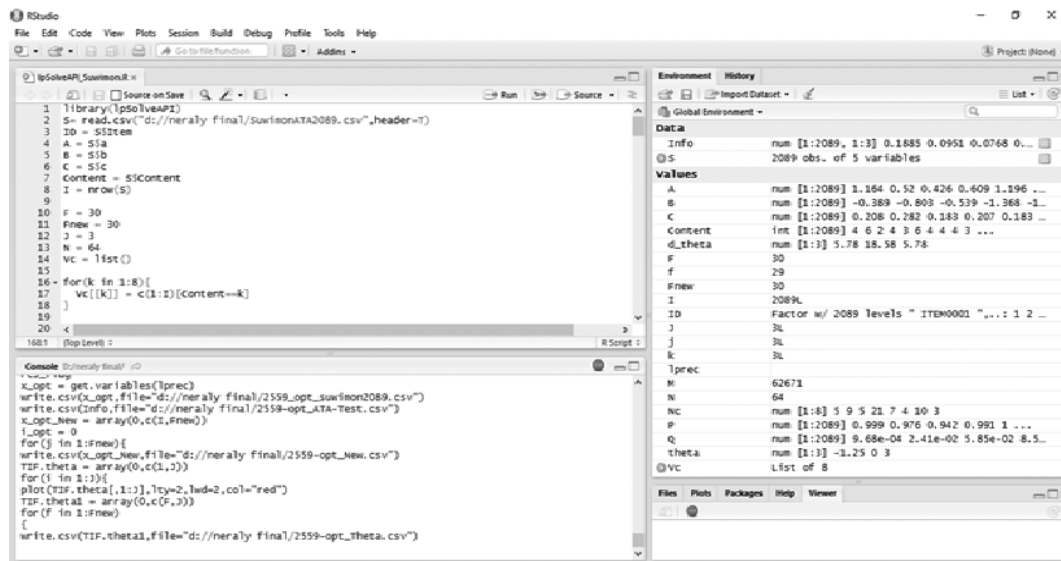 RStudio
File Edit Code View Plots Session Build Debug Profile Tools Help
Go to file/function Addins Project: (None)
lpSolveAPI_Suwimon.R
Source on Save Run Source
1 library(lpSolveAPI)
2 S= read.csv("d://neraly final/SuwimonATA2089.csv",header=T)
3 ID = S$Item
4 A = S$a
5 B = S$b
6 C = S$c
7 Content = S$Content
8 I = nrow(S)
9
10 F = 30
11 Fnew = 30
12 J = 3
13 N = 64
14 Vc = list()
15
16 for(k in 1:8){
17 Vc[[k]] = c(1:I)[Content==k]
18 }
19
20
168:1 (Top Level) R Script
Console D:/neraly final/
x_opt = get.variables(lprec)
write.csv(x_opt,file="d://neraly final/2559_opt_suwimon2089.csv")
write.csv(Info,file="d://neraly final/2559-opt_ATA-Test.csv")
x_opt_New = array(0,c(I,Fnew))
i_opt = 0
for(j in 1:Fnew){
write.csv(x_opt_New,file="d://neraly final/2559-opt_New.csv")
TIF.theta = array(0,c(1,J))
for(i in 1:J){
plot(TIF.theta[,1:J],lty=2,lwd=2,col="red")
TIF.theta1 = array(0,c(F,J))
for(f in 1:Fnew)
{
write.csv(TIF.theta1,file="d://neraly final/2559-opt_Theta.csv")
Environment History
Import Dataset List
Global Environment
Data
Info num [1:2089, 1:3] 0.1885 0.0951 0.0768 0...
S 2089 obs. of 5 variables
Values
A num [1:2089] 1.164 0.52 0.426 0.609 1.196 ...
B num [1:2089] -0.389 -0.803 -0.539 -1.368 -1...
C num [1:2089] 0.208 0.282 0.183 0.207 0.183 ...
Content int [1:2089] 4 6 2 4 3 6 4 4 4 3 ...
d_theta num [1:3] 5.78 18.58 5.78
F 30
f 29
Fnew 30
I 2089L
ID Factor w/ 2089 levels " ITEM0001 ",..: 1 2 ...
J 3L
j 3L
k 3L
lprec
M 62671
N 64
NC num [1:8] 5 9 5 21 7 4 10 3
P num [1:2089] 0.999 0.976 0.942 0.991 1 ...
Q num [1:2089] 9.68e-04 2.41e-02 5.85e-02 8.5...
theta num [1:3] -1.25 0 3
Vc List of 8
Files Plots Packages Help Viewer